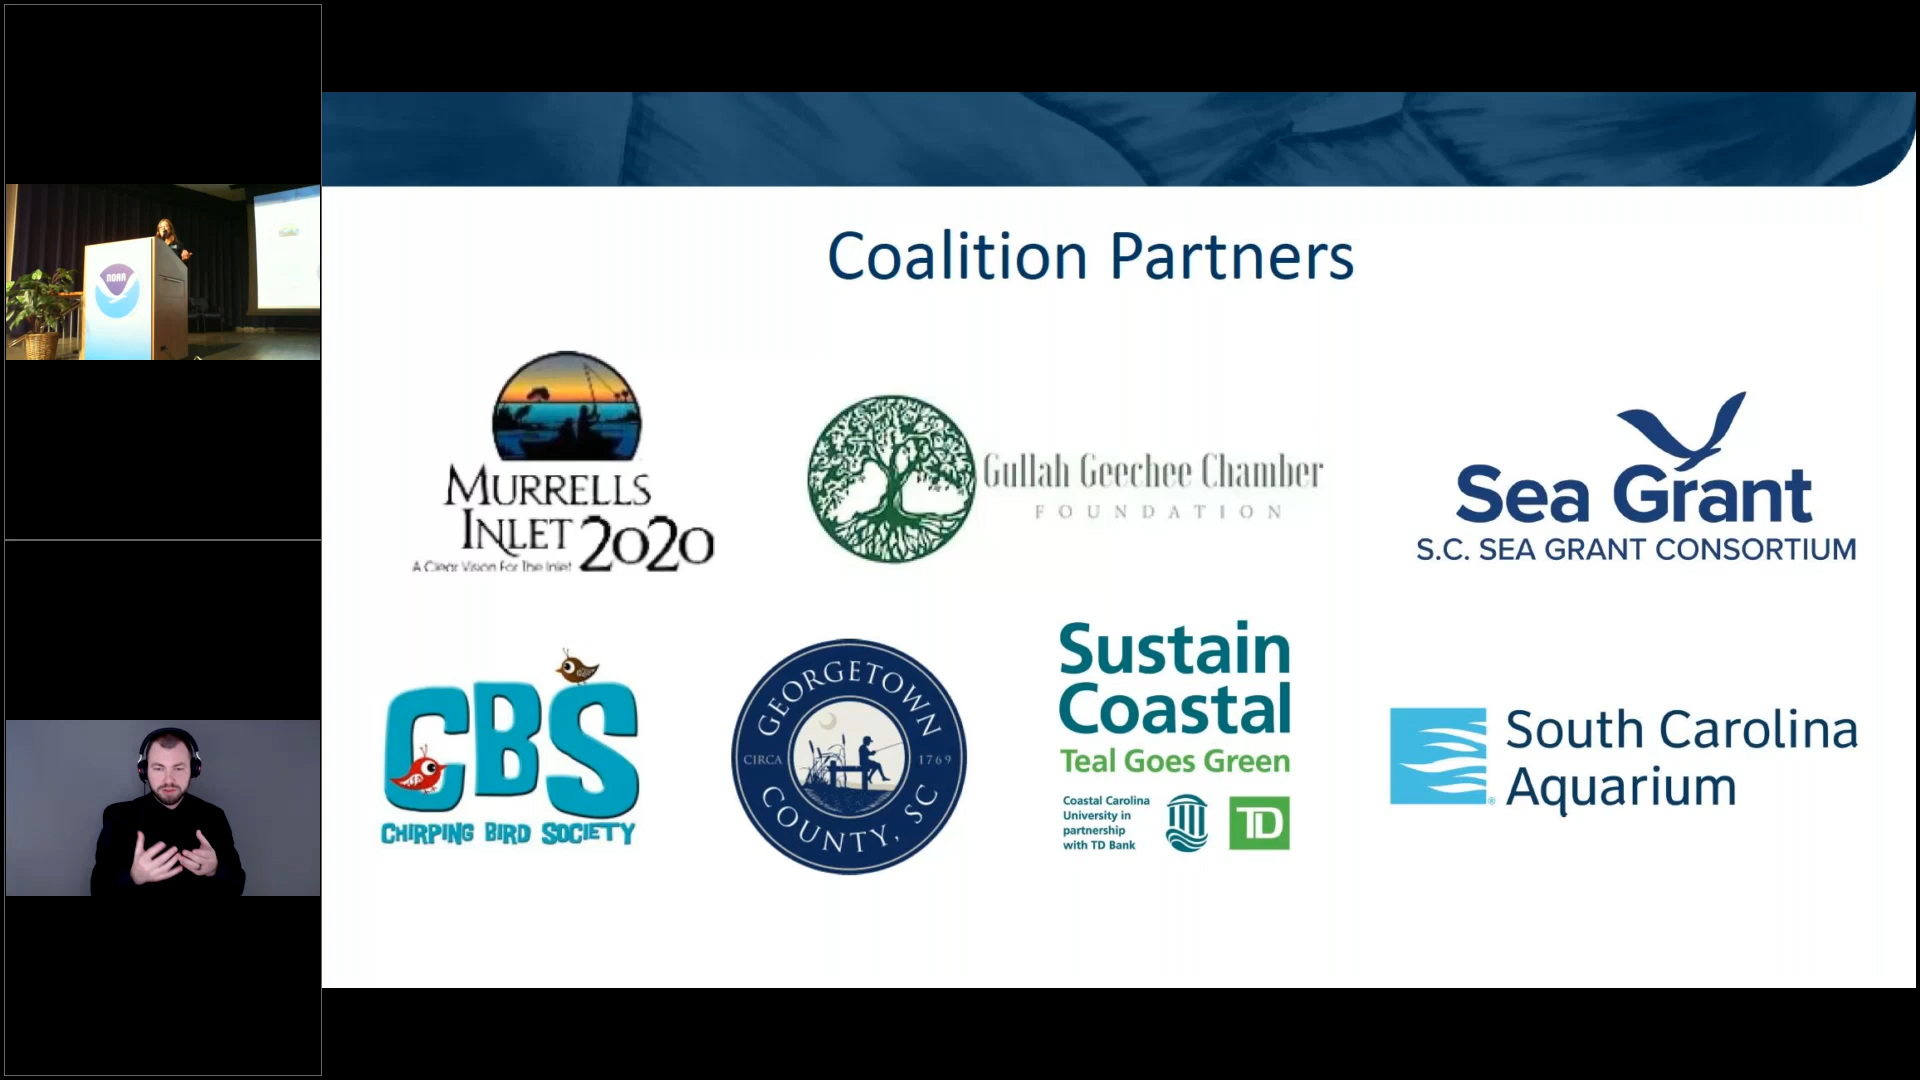 NOAA
Coalition Partners
MURRELLS
INLET 2020
A Clear Vision For The Inlet
Gullah Geechee Chamber
FOUNDATION
Sea Grant
S.C. SEA GRANT CONSORTIUM
CBS
CHIRPING BIRD SOCIETY
GEORGETOWN
CIRCA 1769
COUNTY, SC
Sustain
Coastal
Teal Goes Green
Coastal Carolina
University in
partnership
with TD Bank
TD
South Carolina
Aquarium